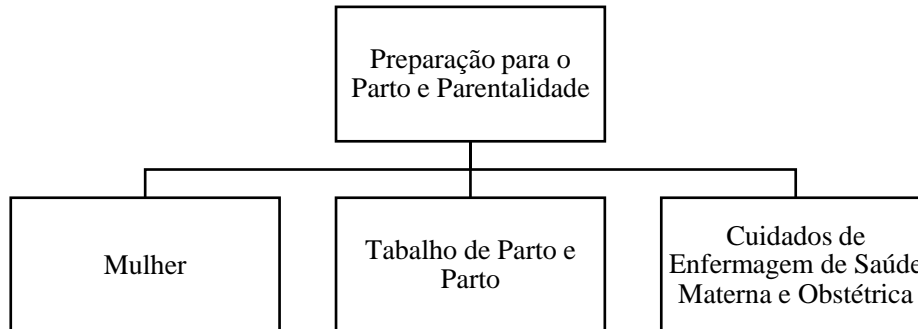 Preparação para o
Parto e Parentalidade
Mulher
Tabalho de Parto e
Parto
Cuidados de
Enfermagem de Saúde
Materna e Obstétrica